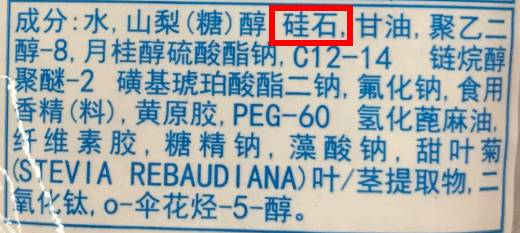 成分:水,山梨(糖)醇,硅石,甘油,聚乙二
醇-8,月桂醇硫酸酯钠,C12-14 链烷醇
聚醚-2 磺基琥珀酸酯二钠,氟化钠,食用
香精(料),黄原胶,PEG-60 氢化蓖麻油,
纤维素胶,糖精钠,藻酸钠,甜叶菊
(STEVIA REBAUDIANA)叶/茎提取物,二
氧化钛,o-伞花烃-5-醇。